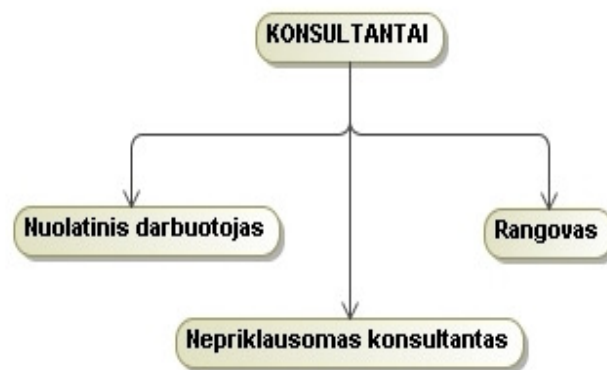 KONSULTANTAI
Nuolatinis darbuotojas
Rangovas
Nepriklausomas konsultantas